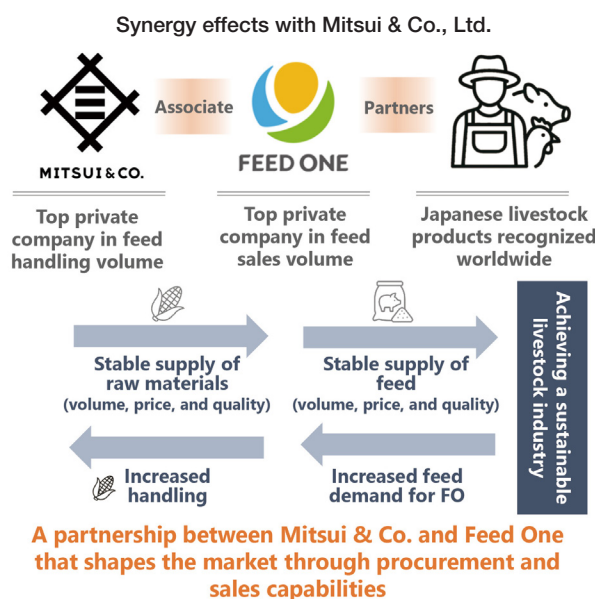 Synergy effects with Mitsui & Co., Ltd.
Associate
Partners
MITSUI & CO.
FEED ONE
Top private
company in feed
handling volume
Top private
company in feed
sales volume
Japanese livestock
products recognized
worldwide
Stable supply of
raw materials
(volume, price, and quality)
Stable supply of
feed
(volume, price, and quality)
Increased
handling
Increased feed
demand for FO
Achieving a sustainable
livestock industry
A partnership between Mitsui & Co. and Feed One
that shapes the market through procurement and
sales capabilities